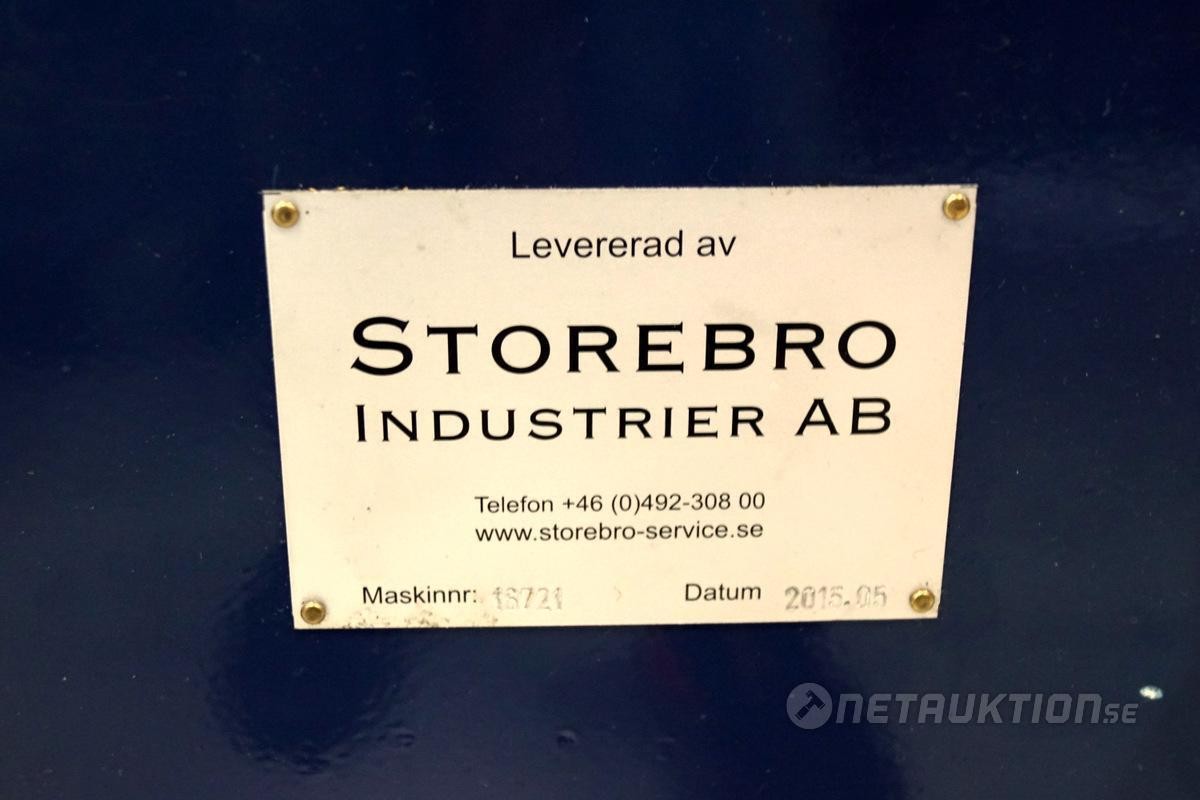 Levererad av
STOREBRO
INDUSTRIER AB
Telefon +46 (0)492-308 00
www.storebro-service.se
Maskinnr: Datum 2015.05
NETAUKTION.SE